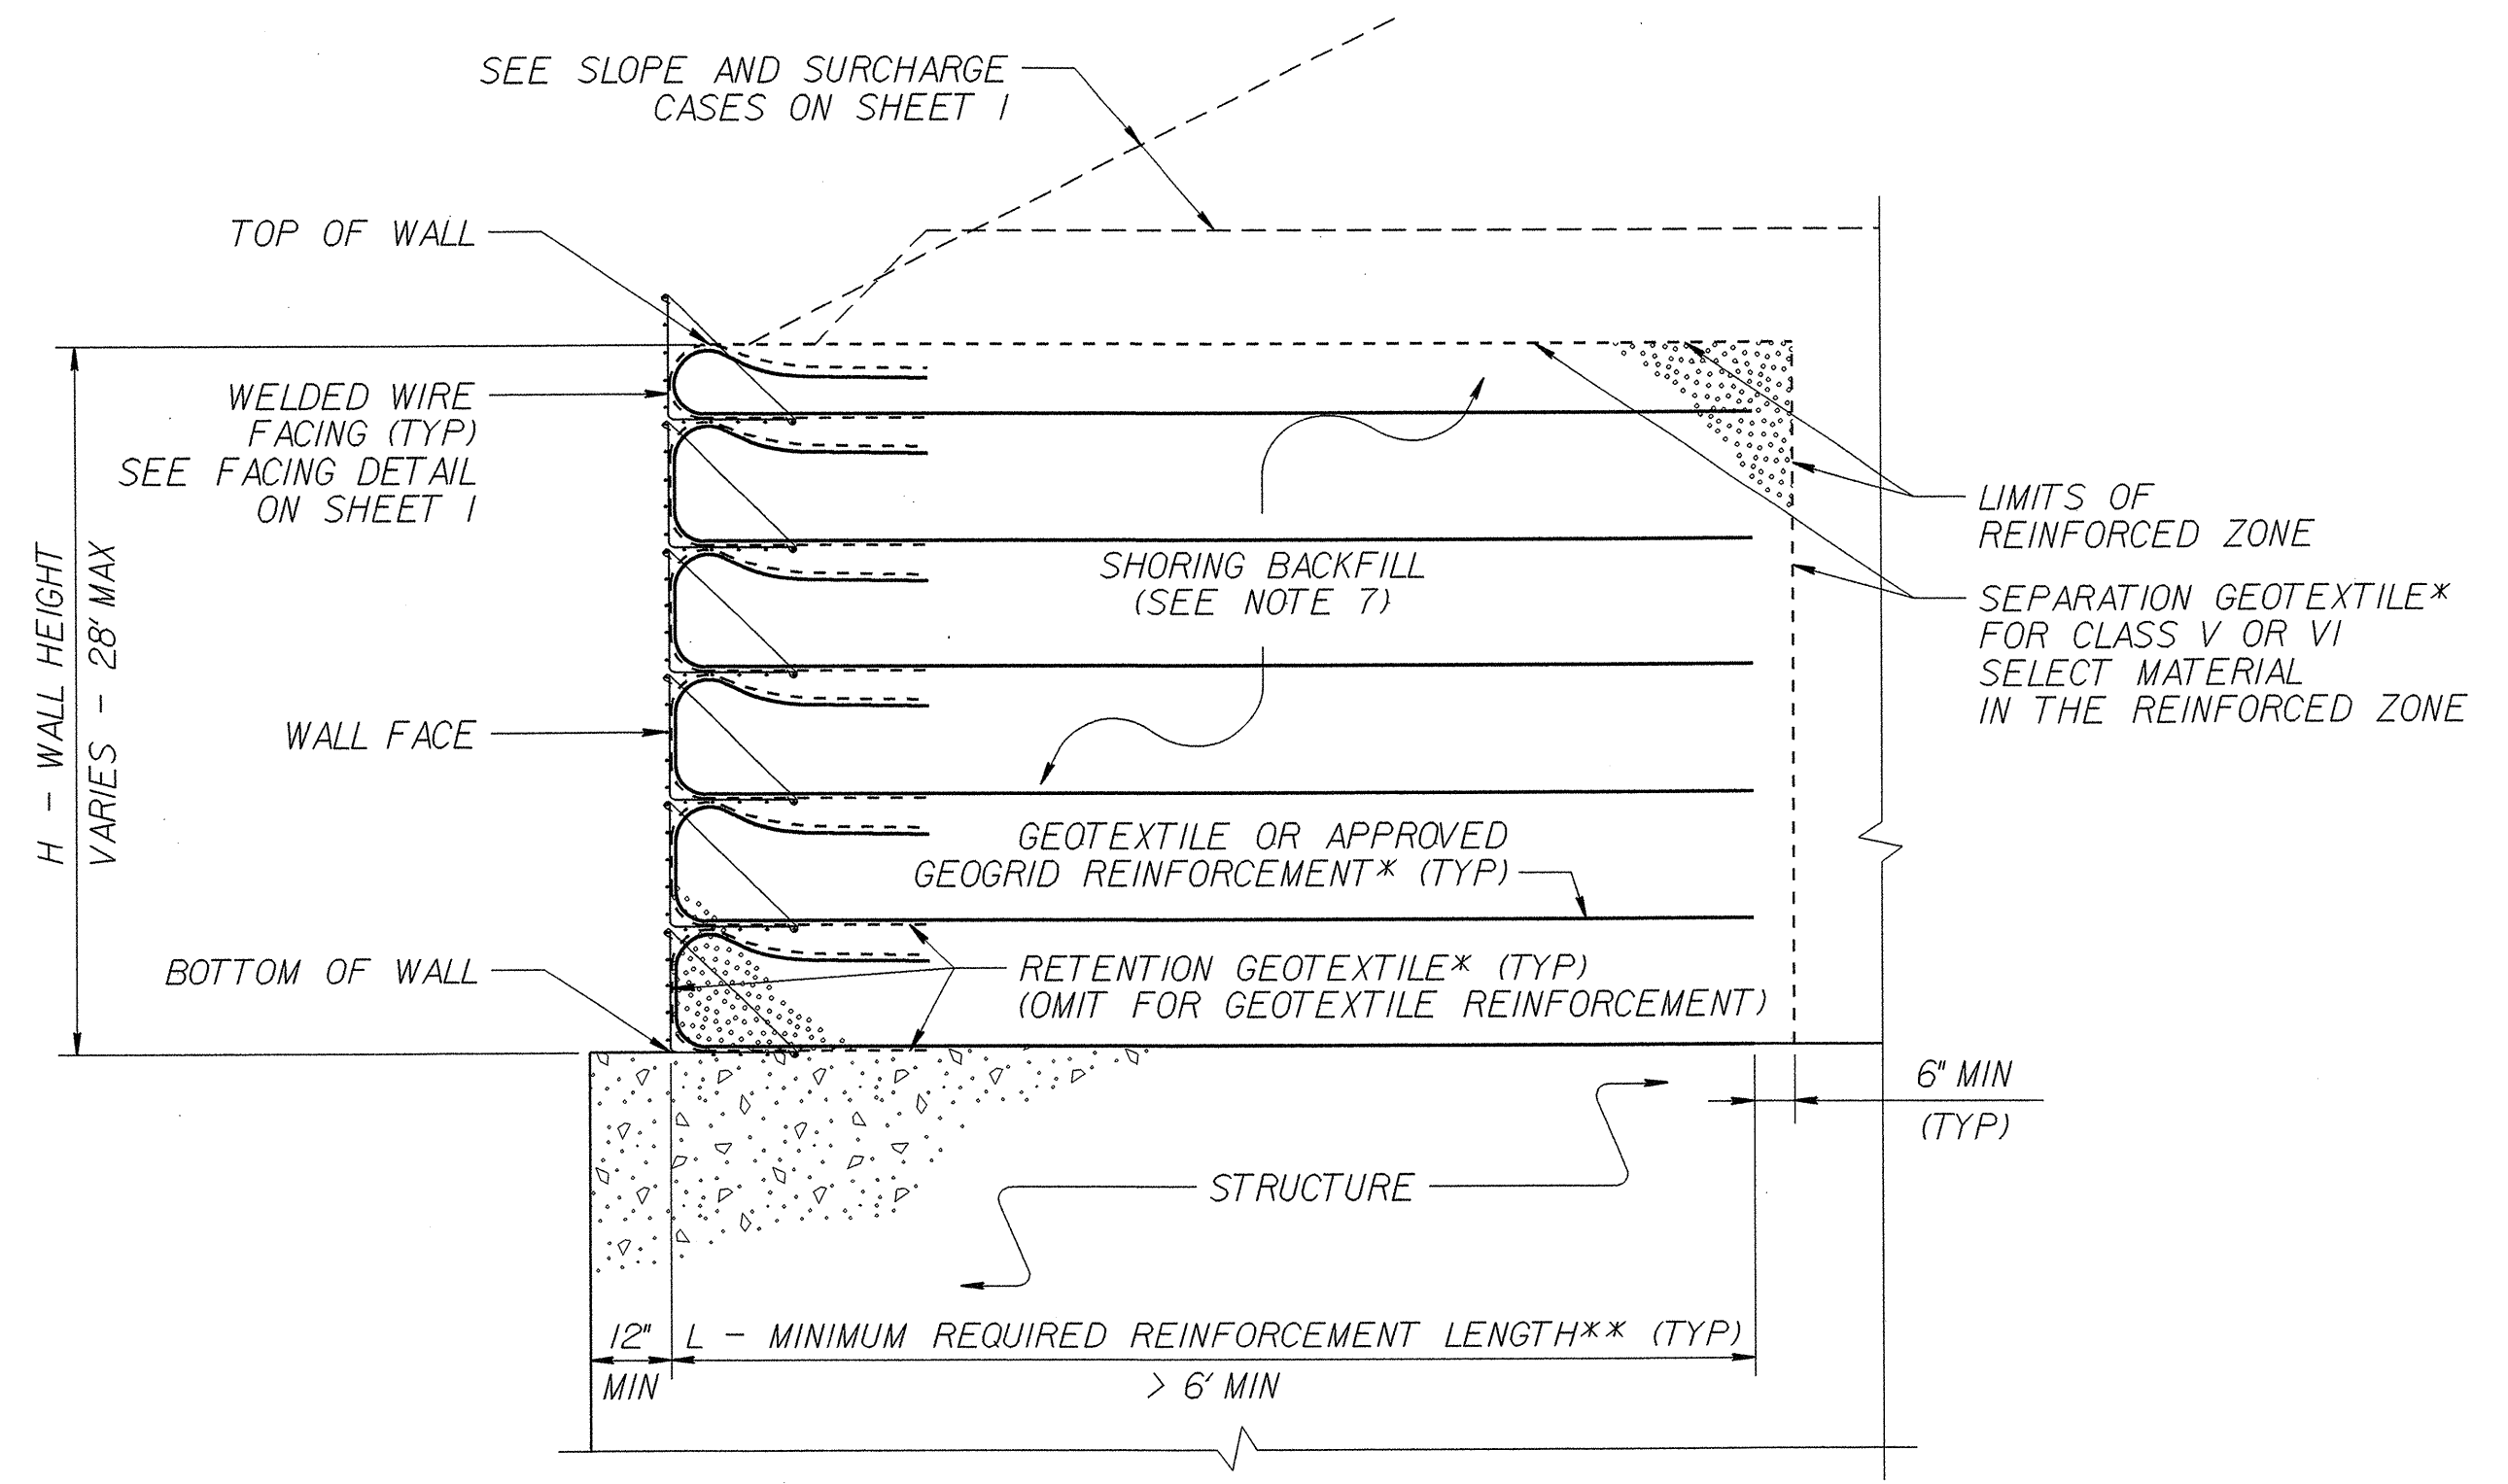 SEE SLOPE AND SURCHARGE
CASES ON SHEET 1
TOP OF WALL
WELDED WIRE
FACING (TYP)
SEE FACING DETAIL
ON SHEET 1
H - WALL HEIGHT
VARIES - 28' MAX
LIMITS OF
REINFORCED ZONE
SHORING BACKFILL
(SEE NOTE 7)
SEPARATION GEOTEXTILE*
FOR CLASS V OR VI
SELECT MATERIAL
IN THE REINFORCED ZONE
WALL FACE
GEOTEXTILE OR APPROVED
GEOGRID REINFORCEMENT* (TYP)
BOTTOM OF WALL
RETENTION GEOTEXTILE* (TYP)
(OMIT FOR GEOTEXTILE REINFORCEMENT)
6" MIN
(TYP)
STRUCTURE
12"
MIN
L - MINIMUM REQUIRED REINFORCEMENT LENGTH** (TYP)
> 6' MIN